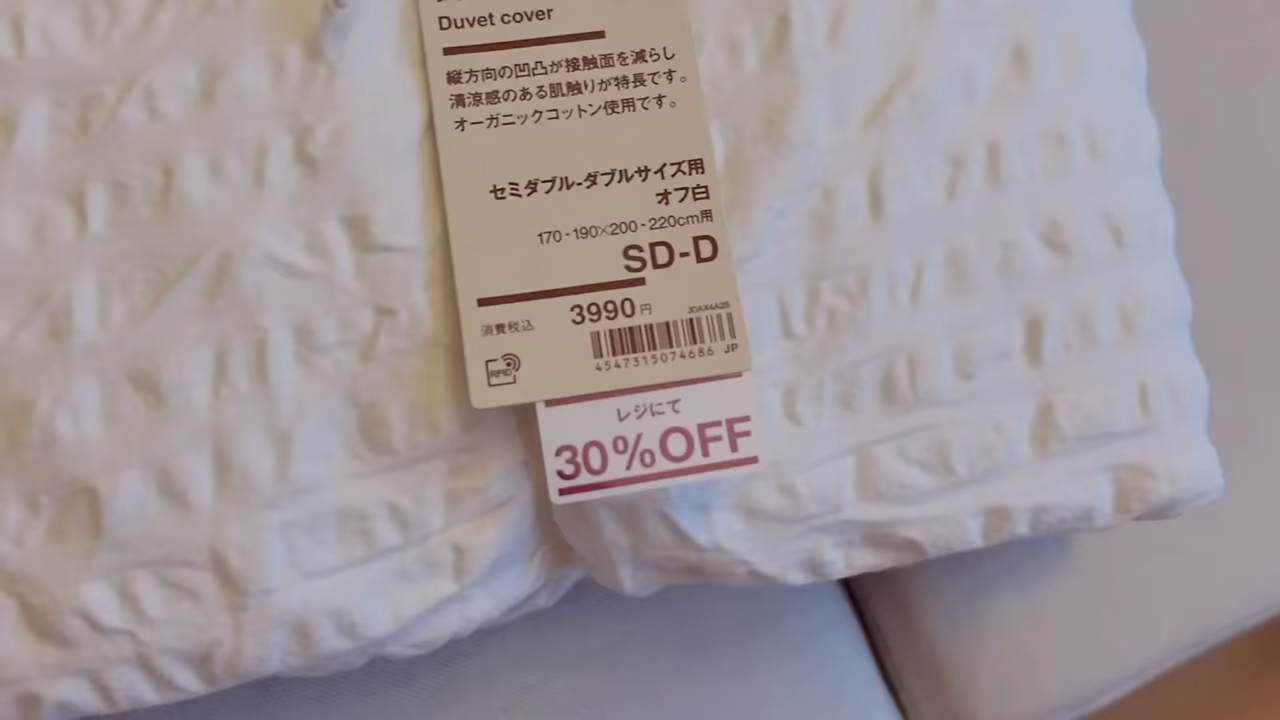 Duvet cover
縦方向の凹凸が接触面を減らし
清涼感のある肌触りが特長です。
オーガニックコットン使用です。
セミダブル-ダブルサイズ用
オフ白
170-190×200-220cm用
SD-D
消費税込 3990円
JDAX4A2S
4547315074686 JP
RFID
レジにて
30%OFF